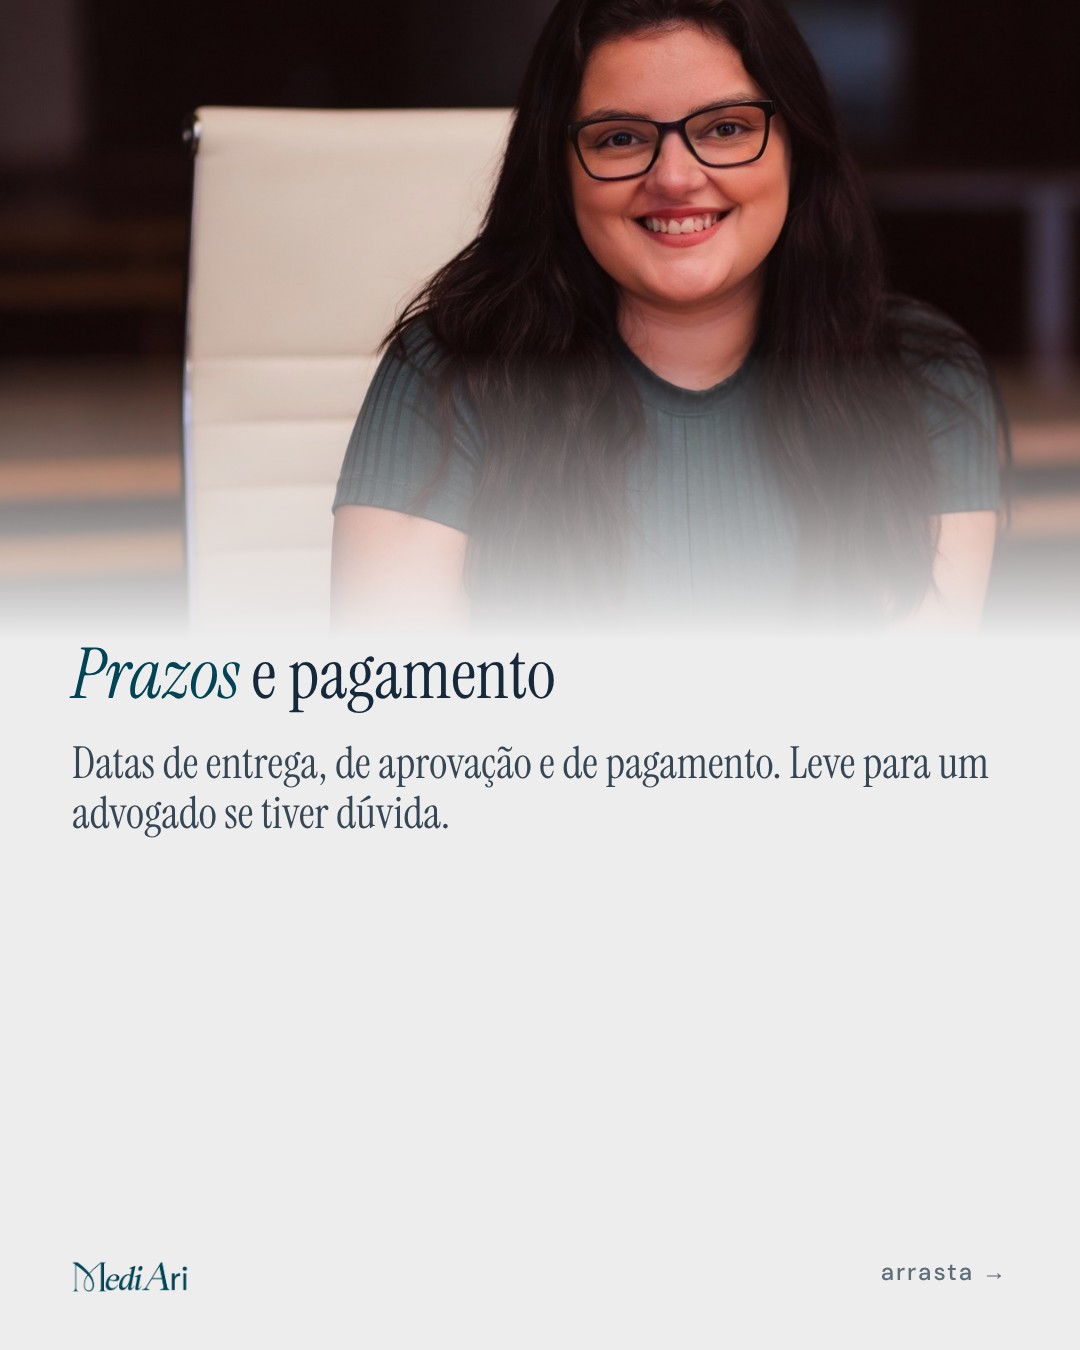 Prazos e pagamento
Datas de entrega, de aprovação e de pagamento. Leve para um
advogado se tiver dúvida.
MediAri
arrasta →